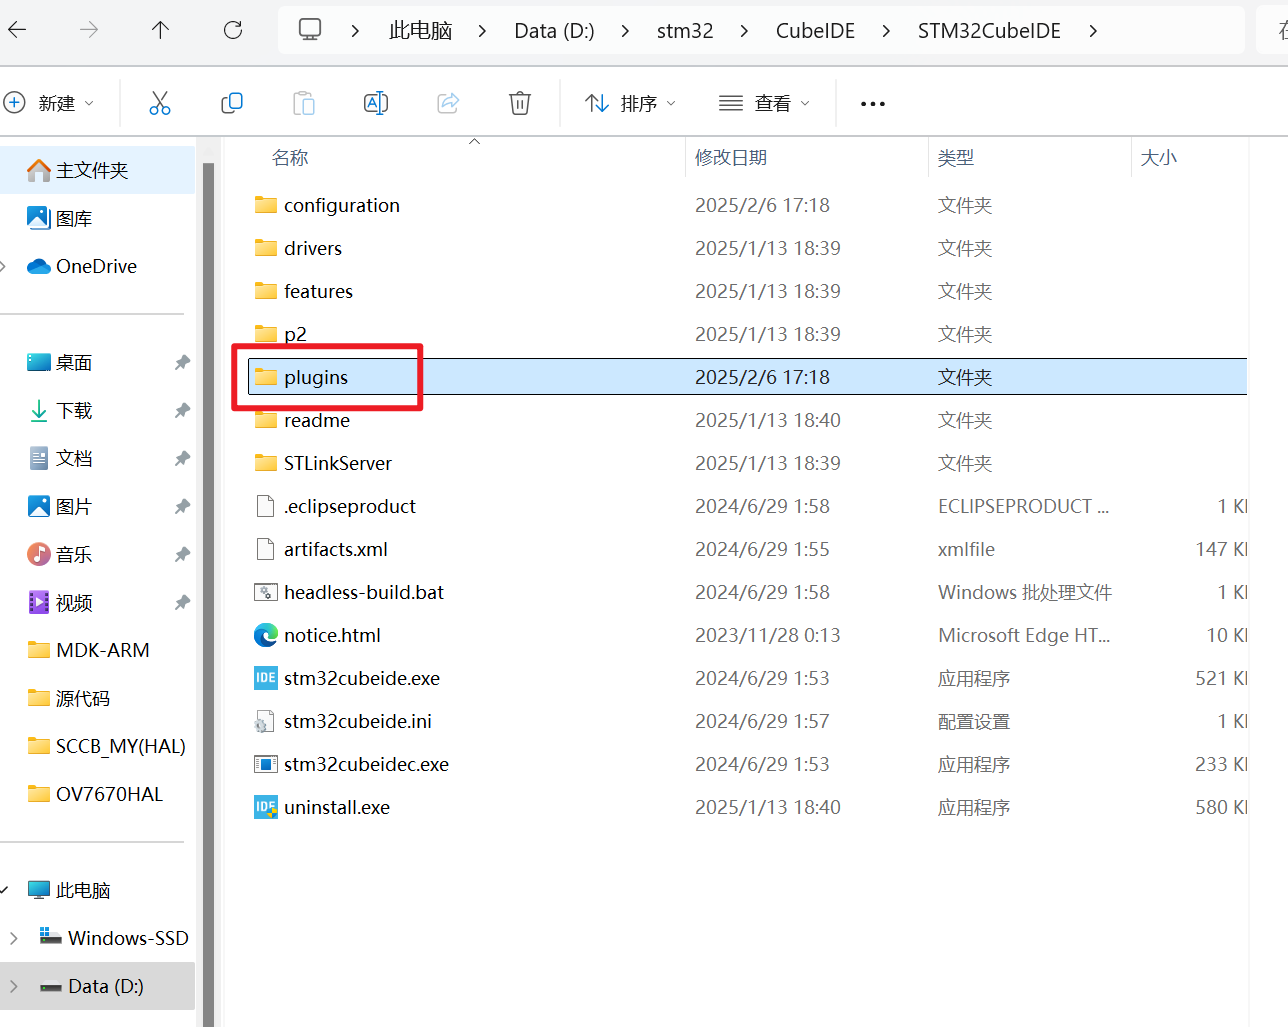 此电脑 Data (D:) stm32 CubeIDE STM32CubeIDE
新建 排序 查看
名称 修改日期 类型 大小
主文件夹
图库
OneDrive
桌面
下载
文档
图片
音乐
视频
MDK-ARM
源代码
SCCB_MY(HAL)
OV7670HAL
此电脑
Windows-SSD
Data (D:)
configuration 2025/2/6 17:18 文件夹
drivers 2025/1/13 18:39 文件夹
features 2025/1/13 18:39 文件夹
p2 2025/1/13 18:39 文件夹
plugins 2025/2/6 17:18 文件夹
readme 2025/1/13 18:40 文件夹
STLinkServer 2025/1/13 18:39 文件夹
.eclipseproduct 2024/6/29 1:58 ECLIPSEPRODUCT ... 1
artifacts.xml 2024/6/29 1:55 xmlfile 147
headless-build.bat 2024/6/29 1:58 Windows 批处理文件 1
notice.html 2023/11/28 0:13 Microsoft Edge HT... 10
stm32cubeide.exe 2024/6/29 1:53 应用程序 521
stm32cubeide.ini 2024/6/29 1:57 配置设置 1
stm32cubeidec.exe 2024/6/29 1:53 应用程序 233
uninstall.exe 2025/1/13 18:40 应用程序 580